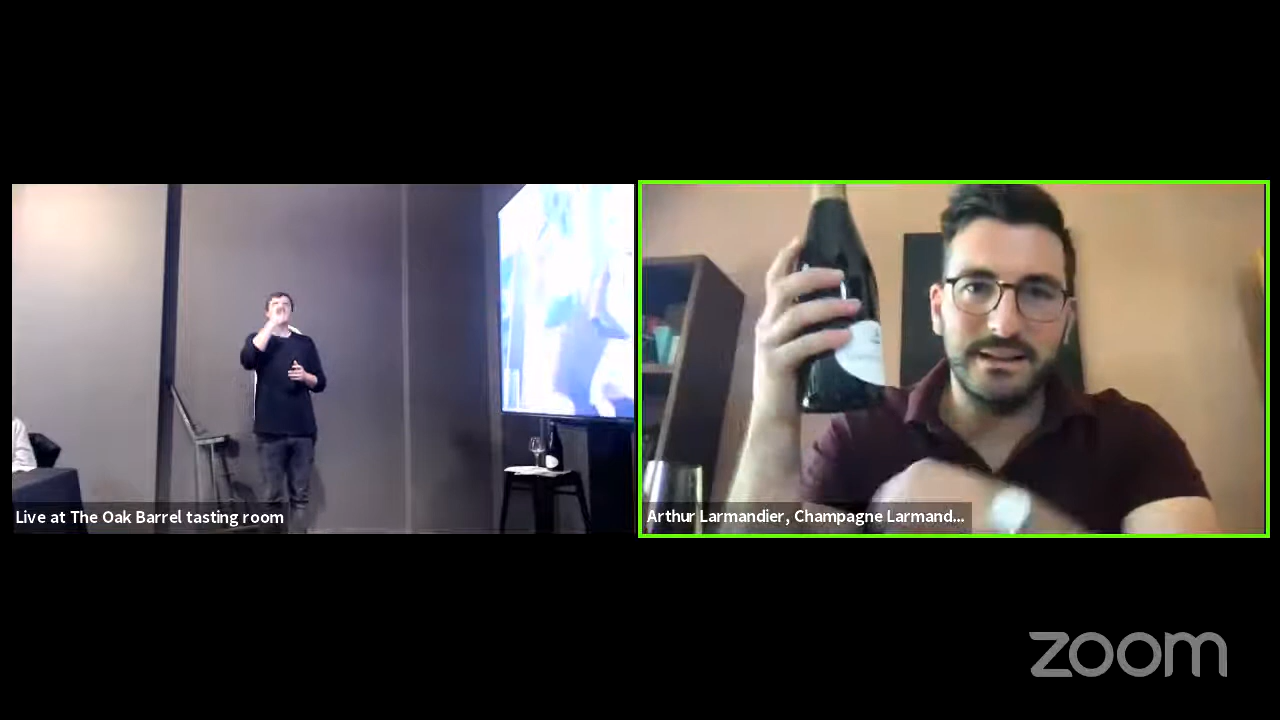 Live at The Oak Barrel tasting room
Arthur Larmandier, Champagne Larmand...
zoom